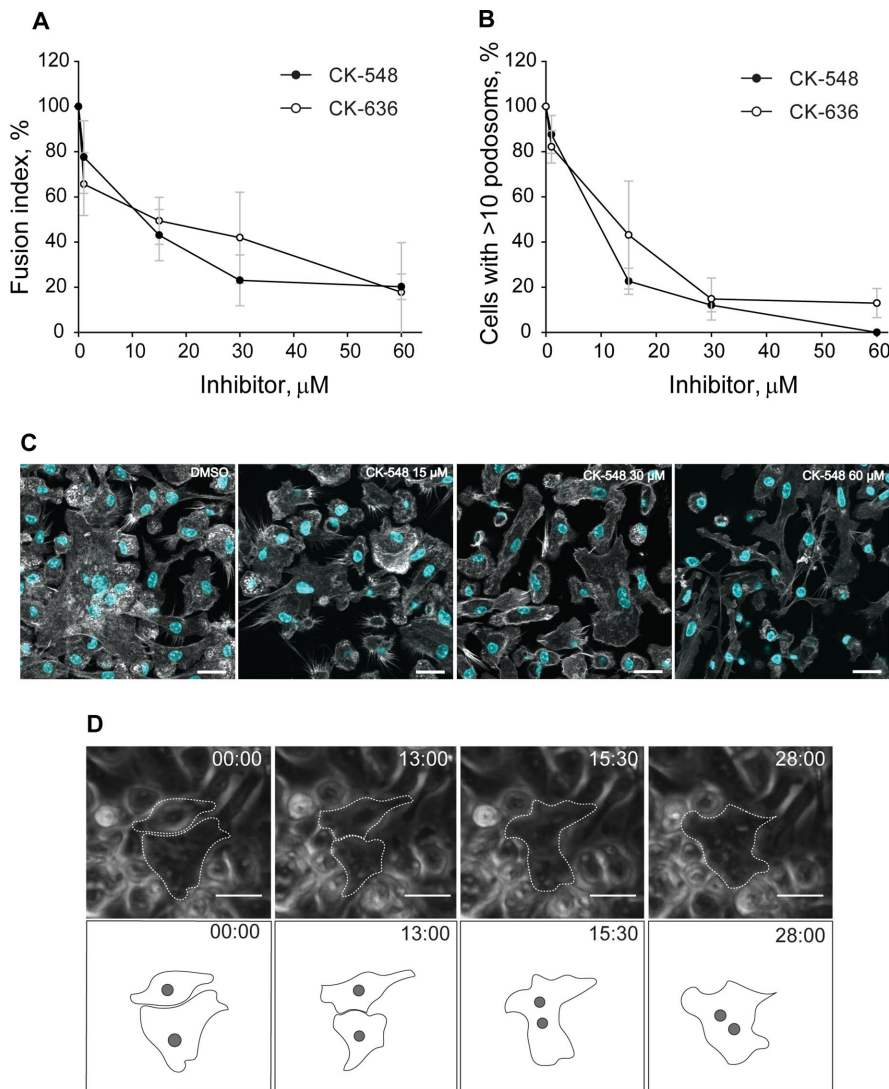 A
Fusion index, %
120
100
80
60
40
20
0
0 10 20 30 40 50 60
Inhibitor, μM
CK-548
CK-636
B
Cells with >10 podosoms, %
120
100
80
60
40
20
0
0 10 20 30 40 50 60
Inhibitor, μM
CK-548
CK-636
C
DMSO
CK-548 15 μM
CK-548 30 μM
CK-548 60 μM
D
00:00 13:00 15:30 28:00
00:00 13:00 15:30 28:00